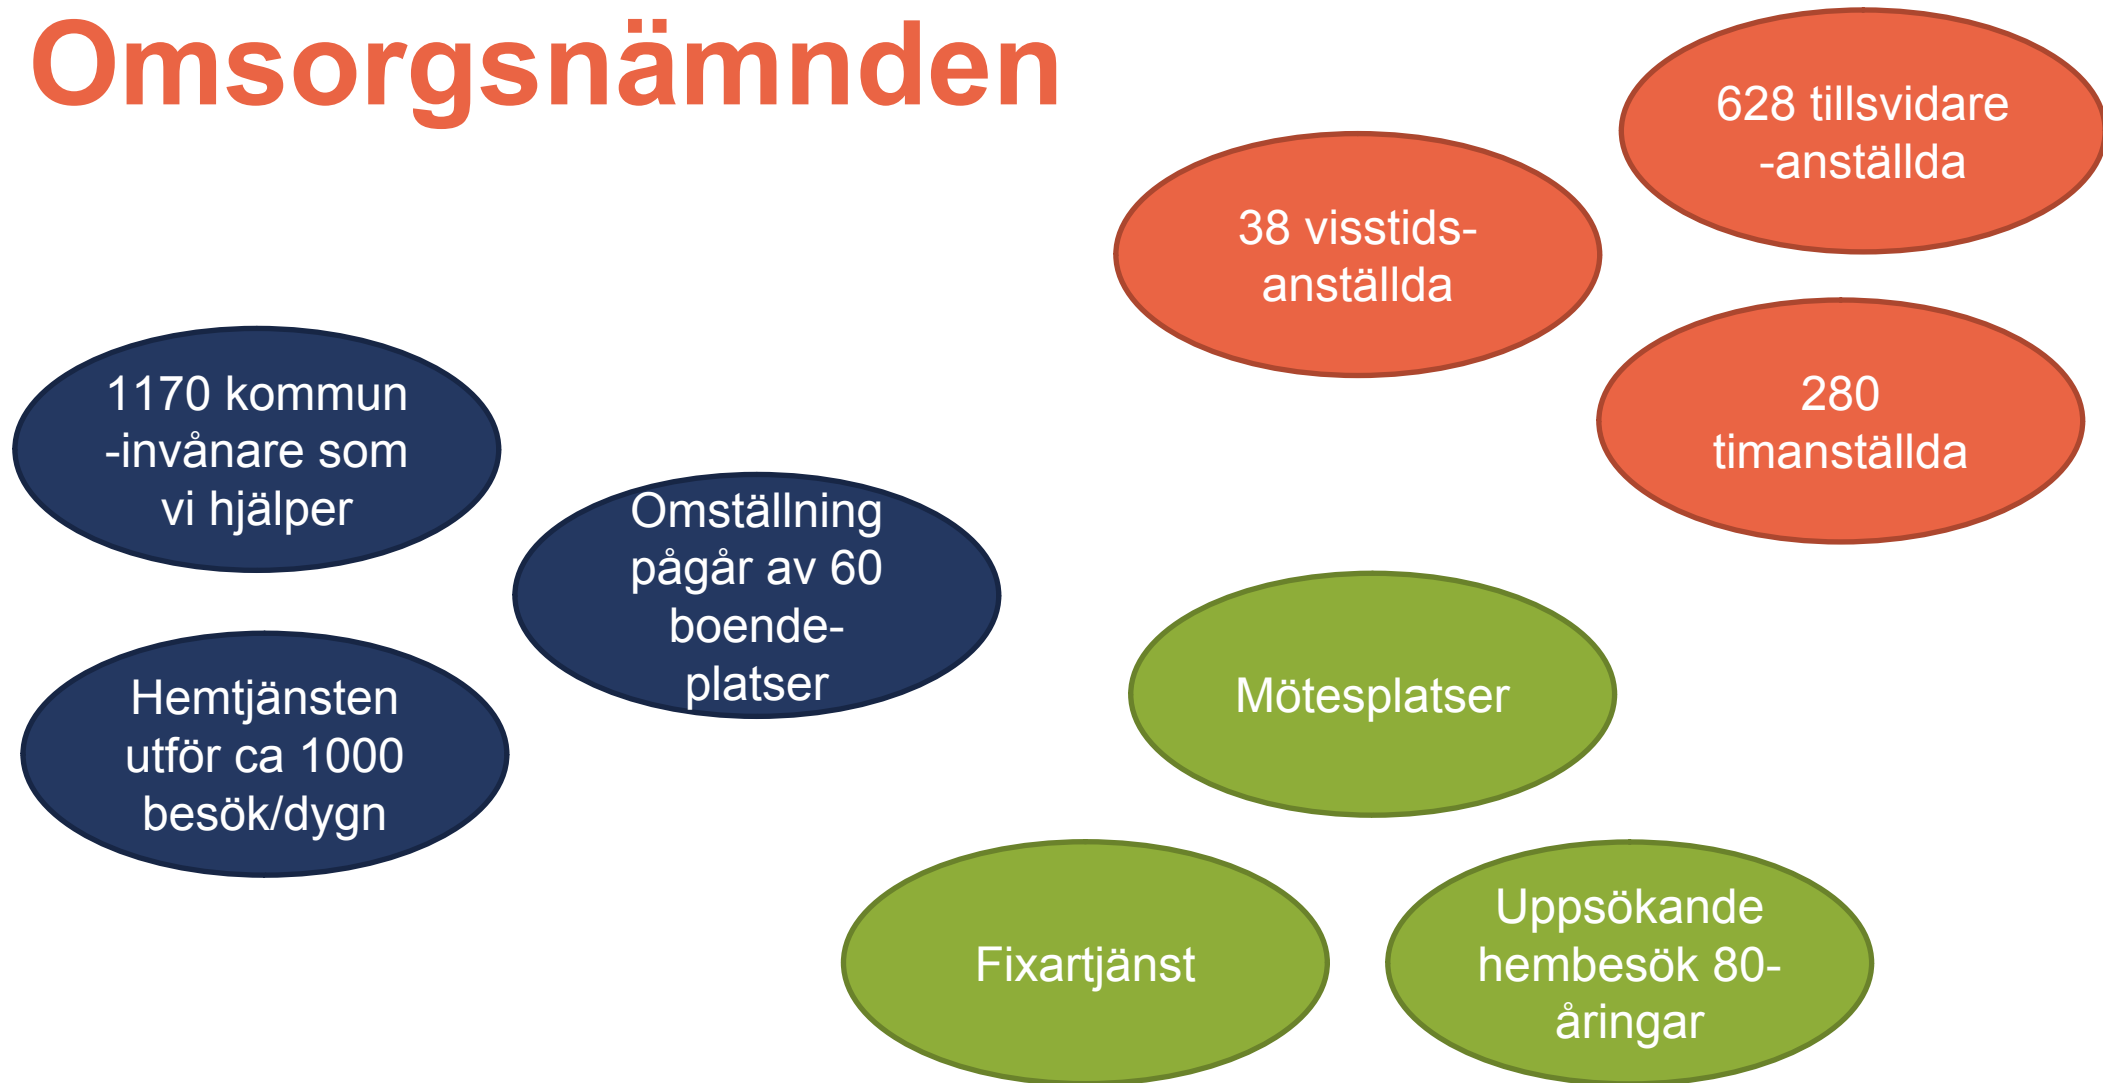 Omsorgsnämnden
628 tillsvidare
-anställda
38 visstids-
anställda
280
timanställda
1170 kommun
-invånare som
vi hjälper
Omställning
pågår av 60
boende-
platser
Hemtjänsten
utför ca 1000
besök/dygn
Mötesplatser
Fixartjänst
Uppsökande
hembesök 80-
åringar